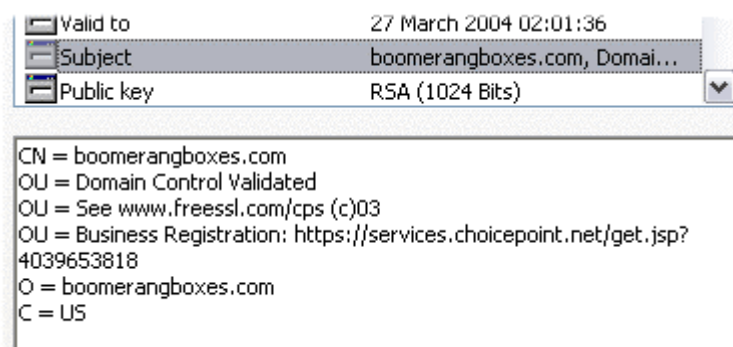 Valid to 27 March 2004 02:01:36
Subject boomerangboxes.com, Domai...
Public key RSA (1024 Bits)
CN = boomerangboxes.com
OU = Domain Control Validated
OU = See www.freessl.com/cps (c)03
OU = Business Registration: https://services.choicepoint.net/get.jsp?
4039653818
O = boomerangboxes.com
C = US